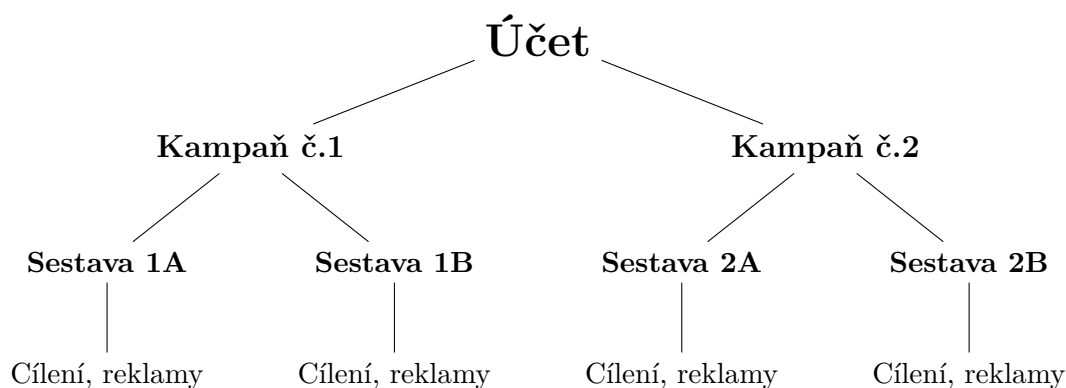 Účet
Kampaň č.1
Kampaň č.2
Sestava 1A
Sestava 1B
Sestava 2A
Sestava 2B
Cílení, reklamy
Cílení, reklamy
Cílení, reklamy
Cílení, reklamy